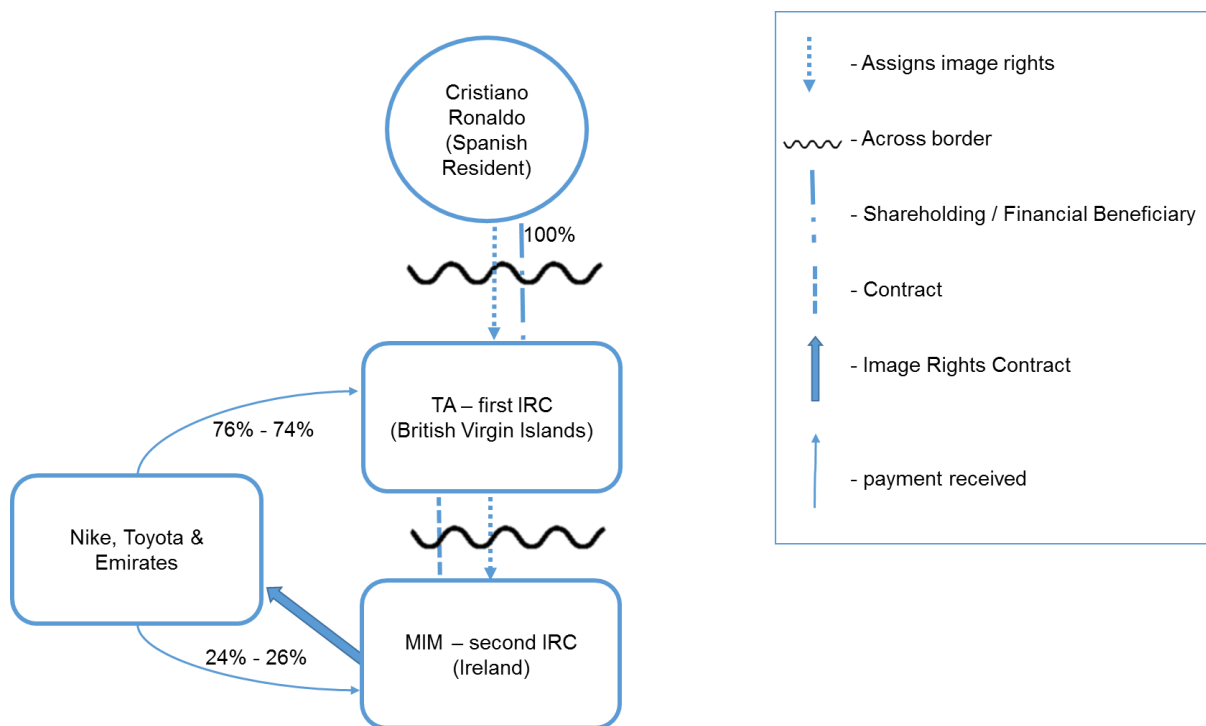 Cristiano
Ronaldo
(Spanish
Resident)
100%
TA – first IRC
(British Virgin Islands)
76% - 74%
Nike, Toyota &
Emirates
24% - 26%
MIM – second IRC
(Ireland)
- Assigns image rights
- Across border
- Shareholding / Financial Beneficiary
- Contract
- Image Rights Contract
- payment received